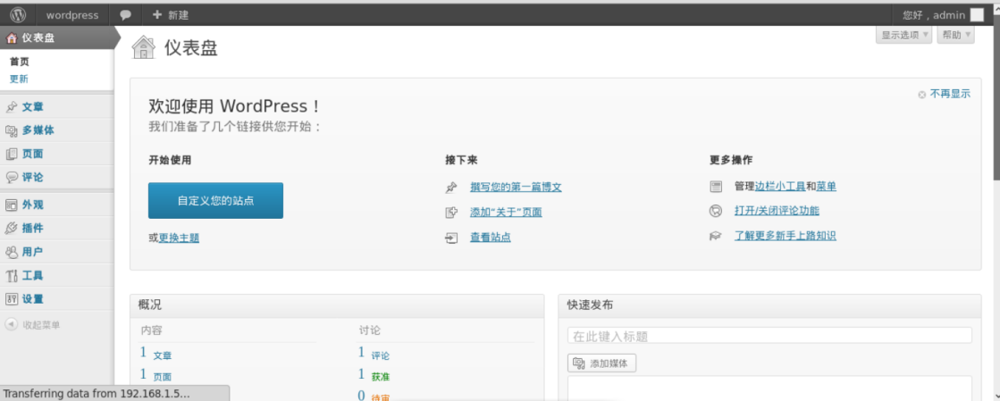 wordpress
新建
您好，admin
仪表盘
首页
更新
文章
多媒体
页面
评论
外观
插件
用户
工具
设置
收起菜单
仪表盘
显示选项
帮助
不再显示
欢迎使用 WordPress！
我们准备了几个链接供您开始：
开始使用
自定义您的站点
或更换主题
接下来
撰写您的第一篇博文
添加“关于”页面
查看站点
更多操作
管理边栏小工具和菜单
打开/关闭评论功能
了解更多新手上路知识
概况
内容
1 文章
1 页面
讨论
1 评论
1 获准
0 待审
快速发布
在此键入标题
添加媒体
Transferring data from 192.168.1.5...